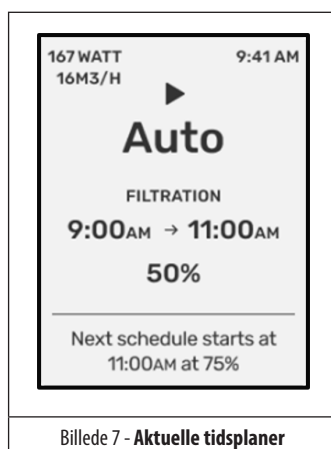 167 WATT 9:41 AM
16M3/H
Auto
FILTRATION
9:00AM → 11:00AM
50%
Next schedule starts at
11:00AM at 75%
Billede 7 - Aktuelle tidsplaner